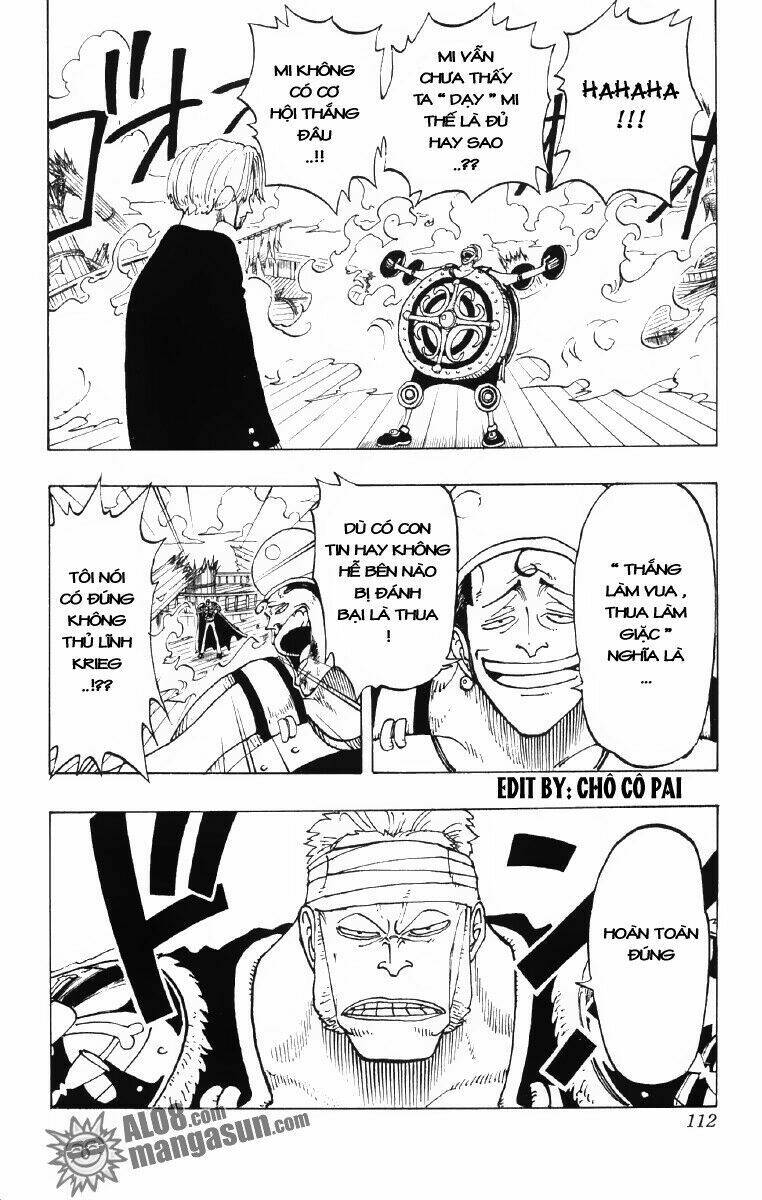 HAHAHA
!!!
MI VẪN
CHƯA THẤY
TA “ DẠY ” MI
THẾ LÀ ĐỦ
HAY SAO
..??
MI KHÔNG
CÓ CƠ
HỘI THẮNG
ĐÂU
..!!
“ THẮNG
LÀM VUA ,
THUA LÀM
GIẶC ”
NGHĨA LÀ
...
DÙ CÓ CON
TIN HAY KHÔNG
HỄ BÊN NÀO
BỊ ĐÁNH
BẠI LÀ THUA
!
TÔI NÓI
CÓ ĐÚNG
KHÔNG
THỦ LĨNH
KRIEG
..!??
EDIT BY: CHÔ CÔ PAI
HOÀN TOÀN
ĐÚNG
112
ALO8.com
mangasun.com